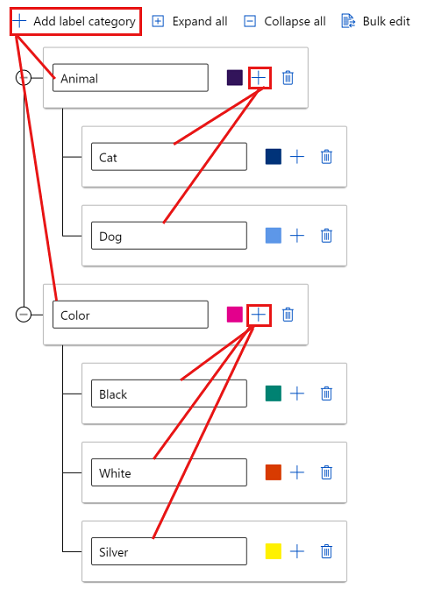 Add label category Expand all Collapse all Bulk edit
Animal
Cat
Dog
Color
Black
White
Silver